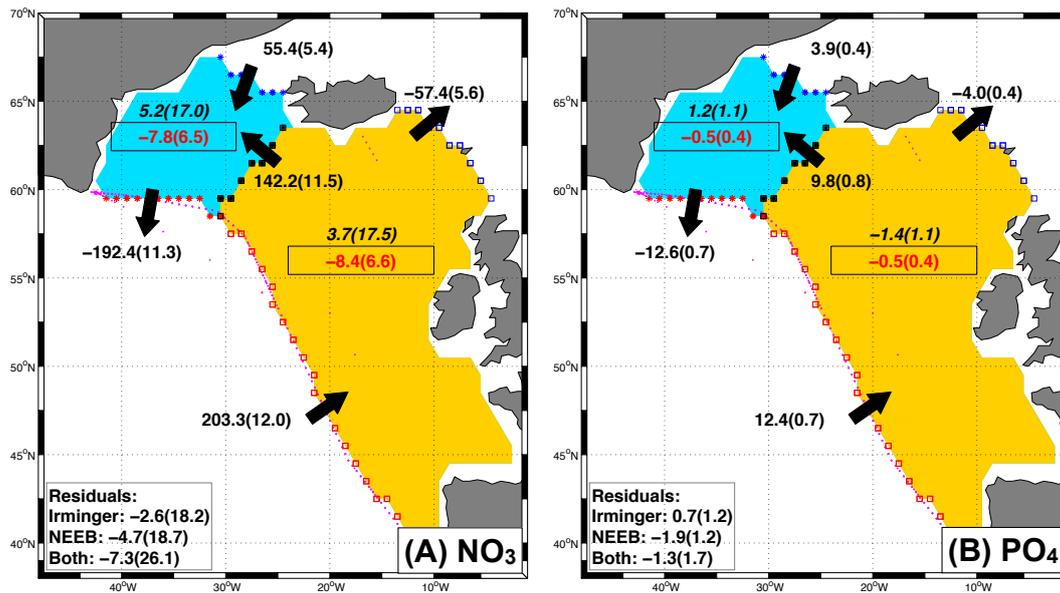 70°N
65°N
60°N
55°N
50°N
45°N
40°N
40°W
30°W
20°W
10°W
55.4(5.4)
−57.4(5.6)
5.2(17.0)
−7.8(6.5)
142.2(11.5)
−192.4(11.3)
3.7(17.5)
−8.4(6.6)
203.3(12.0)
Residuals:
Irminger: −2.6(18.2)
NEEB: −4.7(18.7)
Both: −7.3(26.1)
(A) NO3
70°N
65°N
60°N
55°N
50°N
45°N
40°N
40°W
30°W
20°W
10°W
3.9(0.4)
−4.0(0.4)
1.2(1.1)
−0.5(0.4)
9.8(0.8)
−12.6(0.7)
−1.4(1.1)
−0.5(0.4)
12.4(0.7)
Residuals:
Irminger: 0.7(1.2)
NEEB: −1.9(1.2)
Both: −1.3(1.7)
(B) PO4